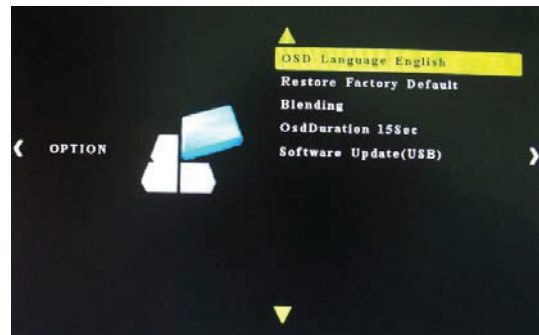 OPTION
OSD Language English
Restore Factory Default
Blending
OsdDuration 15Sec
Software Update(USB)